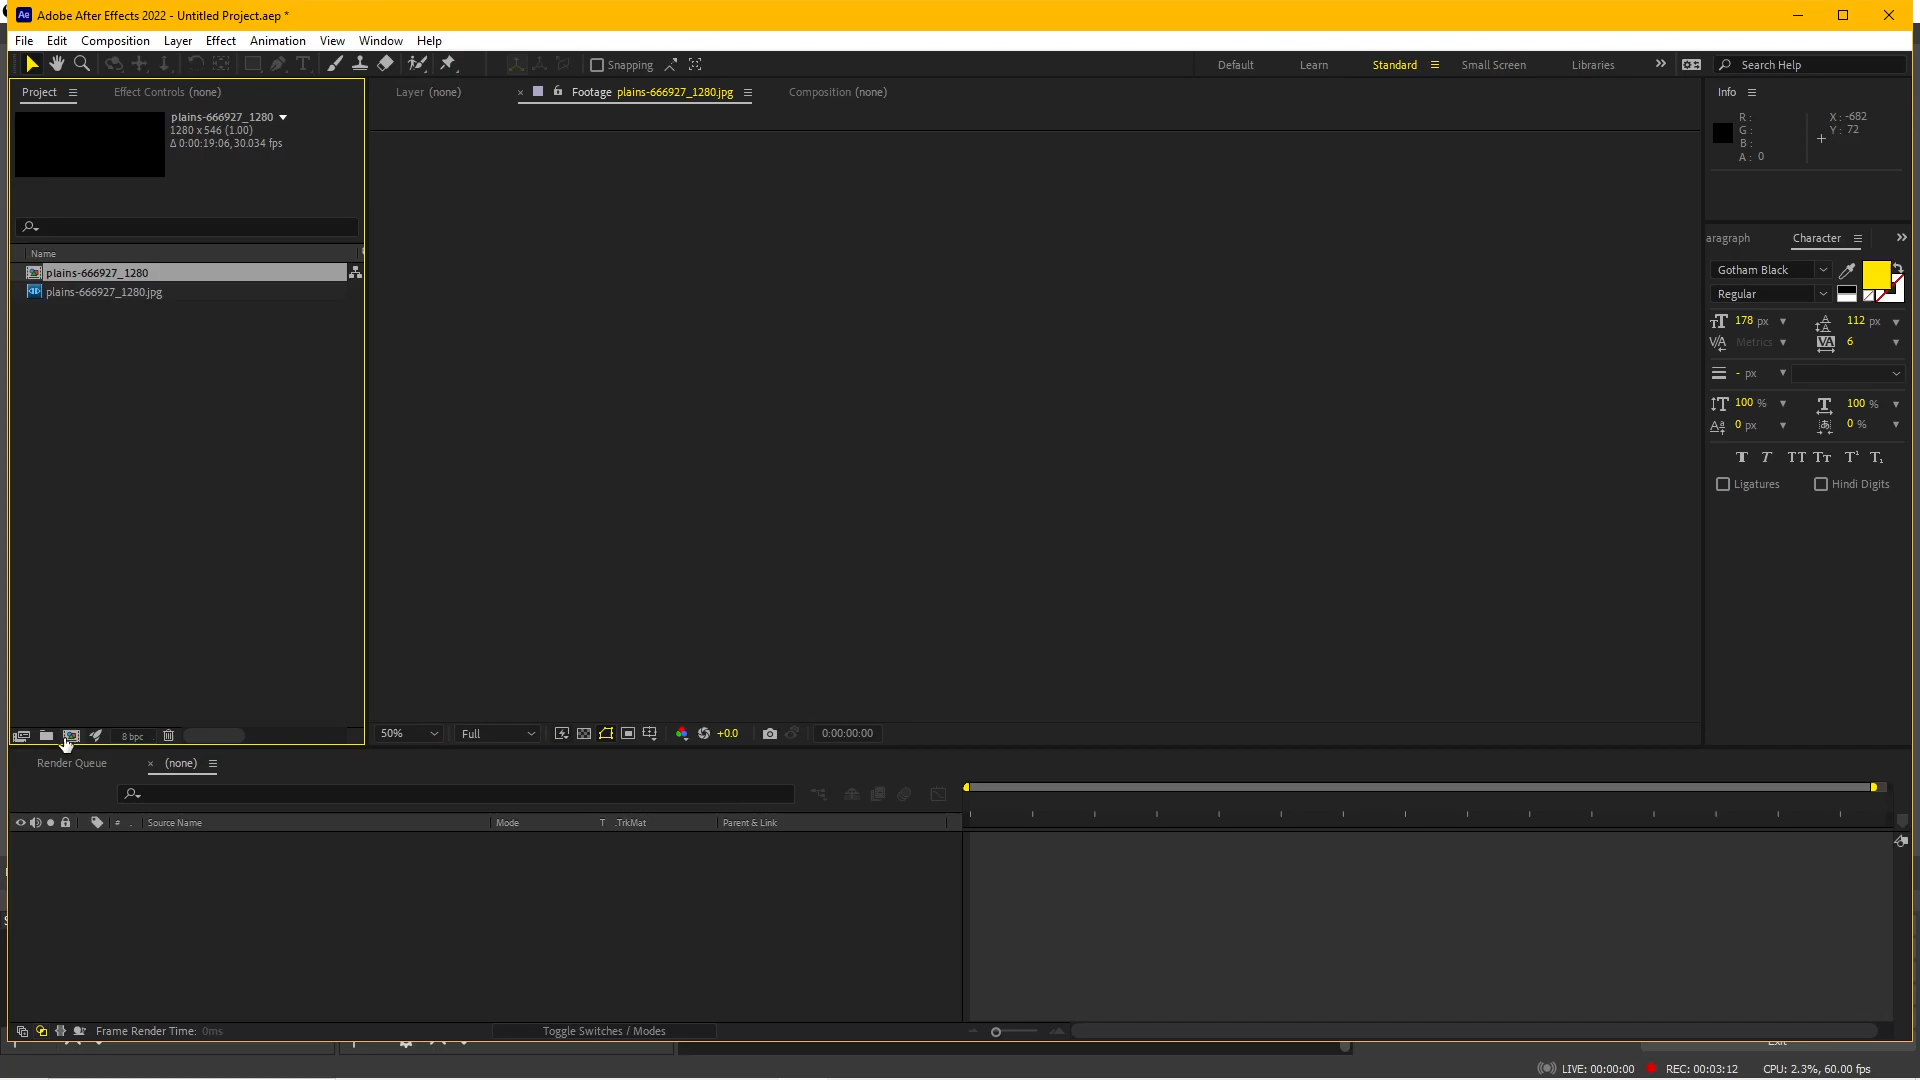 Adobe After Effects 2022 - Untitled Project.aep *
File Edit Composition Layer Effect Animation View Window Help
Snapping
Default Learn Standard Small Screen Libraries
Search Help
Project Effect Controls (none)
Layer (none) Footage plains-666927_1280.jpg Composition (none)
plains-666927_1280
1280 x 546 (1.00)
Δ 0:00:19:06, 30.034 fps
Name
plains-666927_1280
plains-666927_1280.jpg
8 bpc
50% Full +0.0 0:00:00:00
Info
R :
G :
B :
A : 0
X : -682
Y : 72
aragraph Character
Gotham Black
Regular
178 px 112 px
Metrics 6
- px
100 % 100 %
0 px 0 %
T T TT Tт T¹ T₁
Ligatures Hindi Digits
Render Queue (none)
# . Source Name Mode T .TrkMat Parent & Link
Frame Render Time: 0ms
Toggle Switches / Modes
Exit
LIVE: 00:00:00 REC: 00:03:12 CPU: 2.3%, 60.00 fps